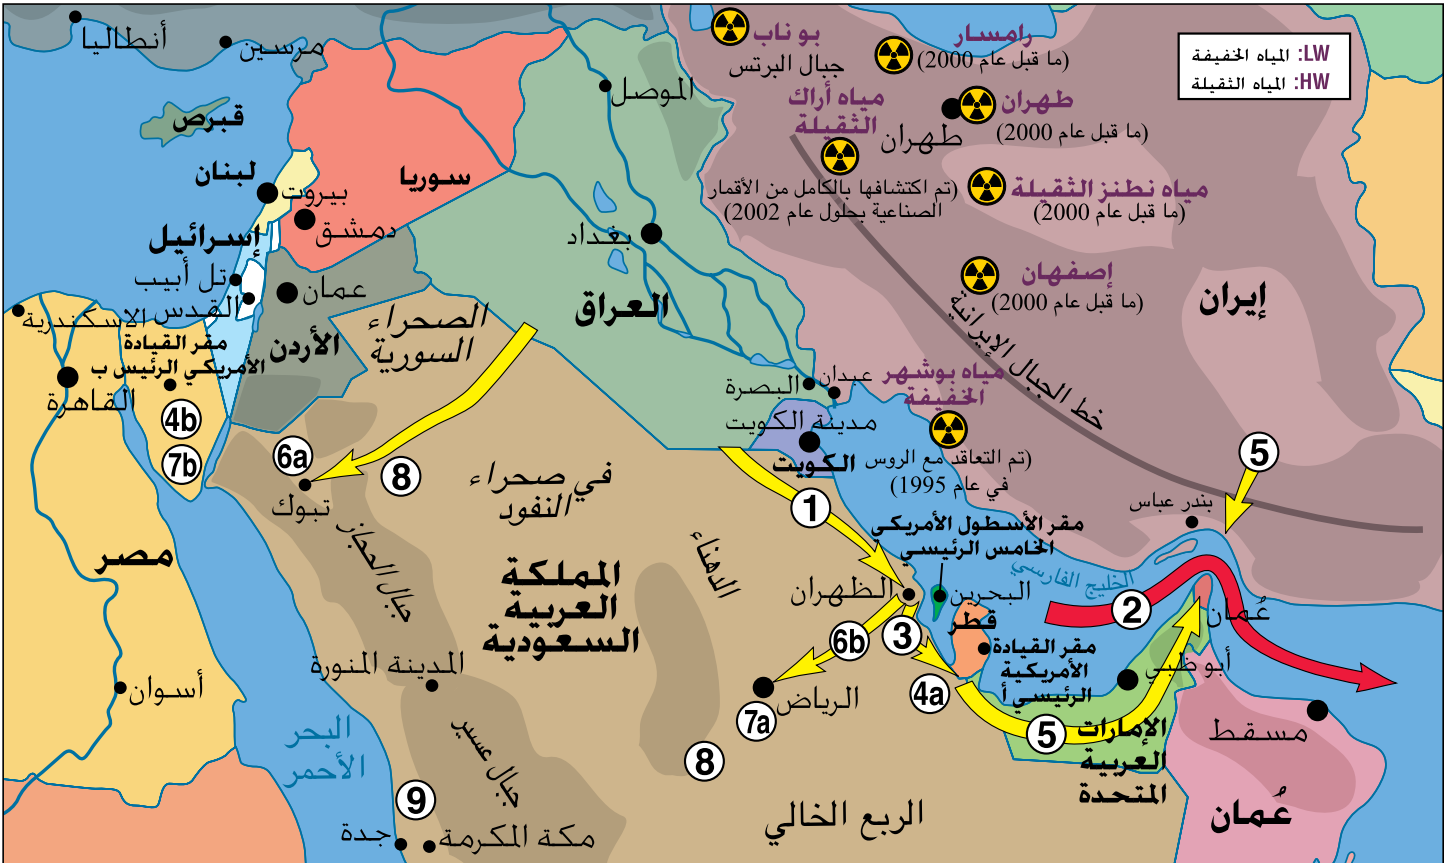 LW: المياه الخفيفة
HW: المياه الثقيلة
أنطاليا
مرسين
قبرص
لبنان
بيروت
سوريا
دمشق
إسرائيل
تل أبيب
القدس
عمان
الأردن
الاسكندرية
القاهرة
مقر القيادة
الأمريكي الرئيس ب
4b
7b
مصر
أسوان
البحر
الأحمر
الموصل
بغداد
العراق
البصرة
عبدان
الصحراء
السورية
8
6a
تبوك
جبال الحجاز
في صحراء
النفود
المملكة
العربية
السعودية
الدهناء
المدينة المنورة
جبال عسير
9
جدة
مكة المكرمة
الربع الخالي
8
7a
الرياض
6b
الظهران
3
4a
1
مدينة الكويت
الكويت
بو ناب
جبال البرتس
رامسار
(ما قبل عام 2000)
مياه أراك
الثقيلة
(تم اكتشافها بالكامل من الأقمار
الصناعية بحلول عام 2002)
طهران
(ما قبل عام 2000)
طهران
مياه نطنز الثقيلة
(ما قبل عام 2000)
إصفهان
(ما قبل عام 2000)
إيران
خط الجبال الإيرانية
مياه بوشهر
الخفيفة
(تم التعاقد مع الروس
في عام 1995)
مقر الأسطول الأمريكي
الخامس الرئيسي
البحرين
الخليج الفارسي
بندر عباس
5
2
قطر
مقر القيادة
الأمريكية
الرئيسي أ
عُمان
أبو ظبي
5
الإمارات
العربية
المتحدة
مسقط
عُمان